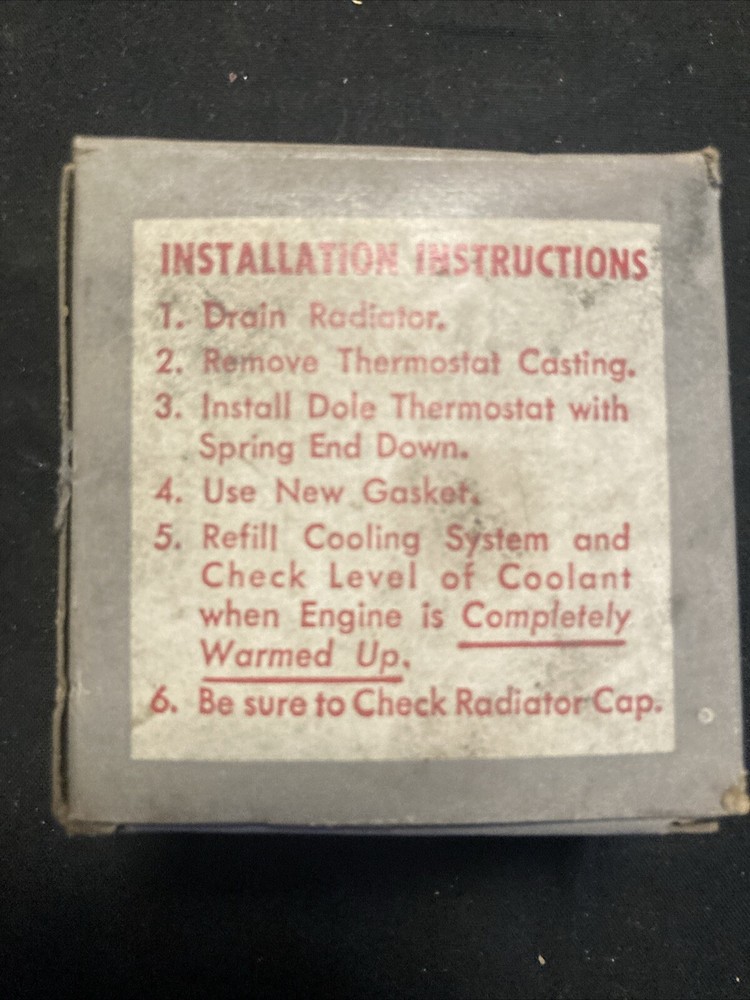 INSTALLATION INSTRUCTIONS
1. Drain Radiator.
2. Remove Thermostat Casting.
3. Install Dole Thermostat with
Spring End Down.
4. Use New Gasket.
5. Refill Cooling System and
Check Level of Coolant
when Engine is Completely
Warmed Up.
6. Be sure to Check Radiator Cap.